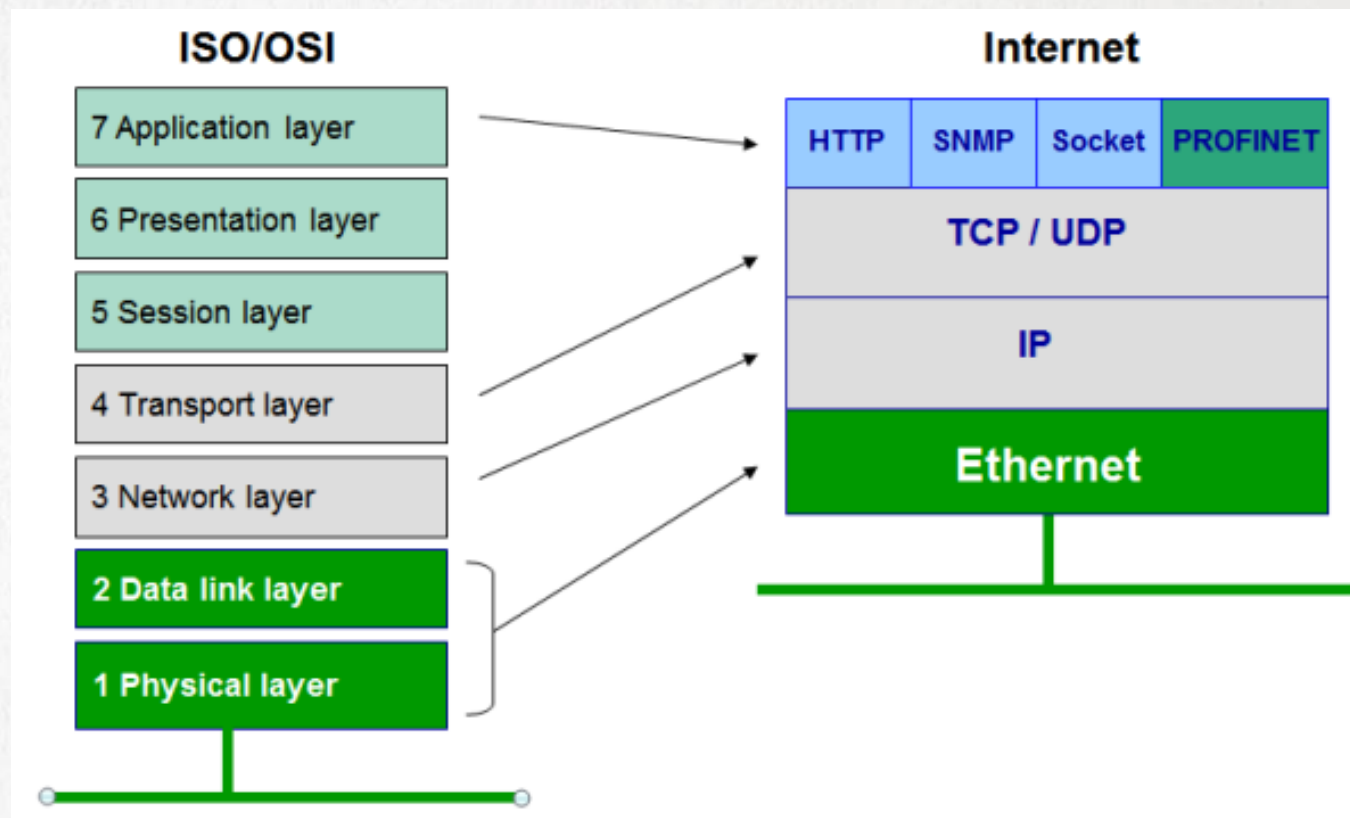 ISO/OSI
7 Application layer
6 Presentation layer
5 Session layer
4 Transport layer
3 Network layer
2 Data link layer
1 Physical layer
Internet
HTTP SNMP Socket PROFINET
TCP / UDP
IP
Ethernet